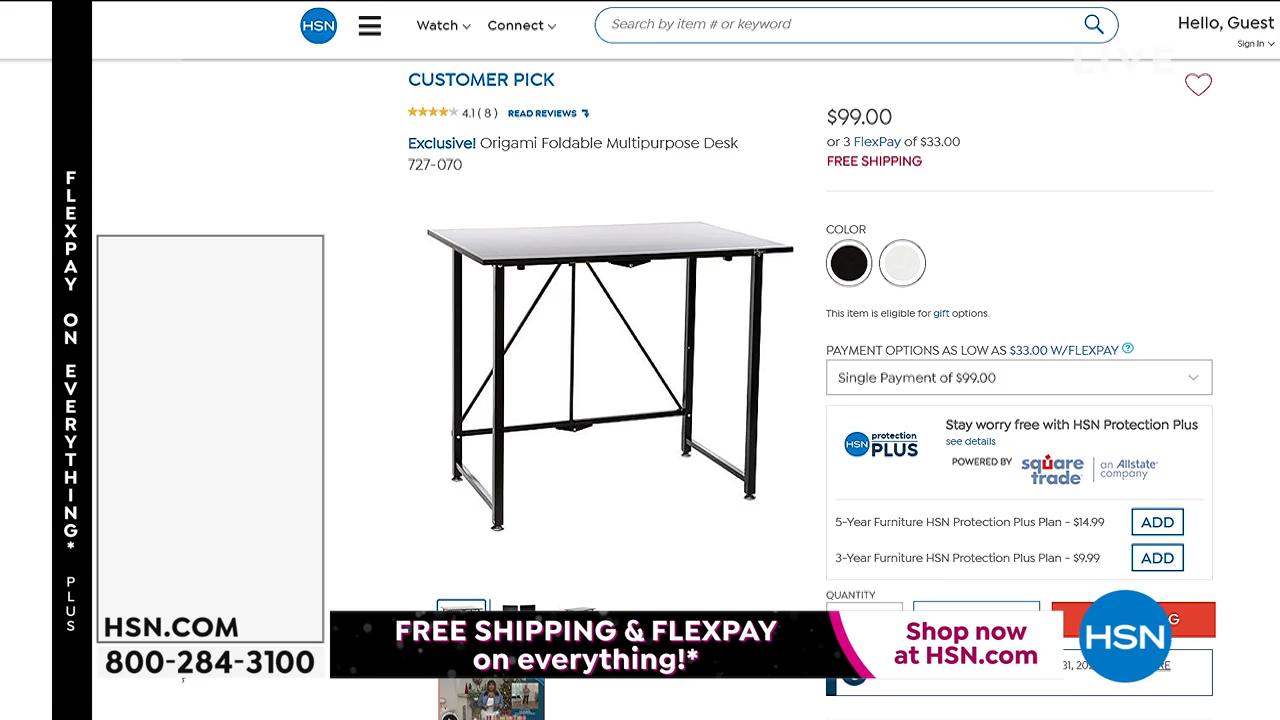 HSN
Watch
Connect
Search by item # or keyword
Hello, Guest
Sign In
LIVE
CUSTOMER PICK
4.1 ( 8 ) READ REVIEWS
Exclusive! Origami Foldable Multipurpose Desk
727-070
$99.00
or 3 FlexPay of $33.00
FREE SHIPPING
COLOR
This item is eligible for gift options.
PAYMENT OPTIONS AS LOW AS $33.00 W/FLEXPAY ?
Single Payment of $99.00
HSN protection PLUS
Stay worry free with HSN Protection Plus
see details
POWERED BY square trade an Allstate company
5-Year Furniture HSN Protection Plus Plan - $14.99 ADD
3-Year Furniture HSN Protection Plus Plan - $9.99 ADD
QUANTITY
FLEXPAY ON EVERYTHING* PLUS
HSN.COM
800-284-3100
FREE SHIPPING & FLEXPAY
on everything!*
Shop now
at HSN.com
HSN